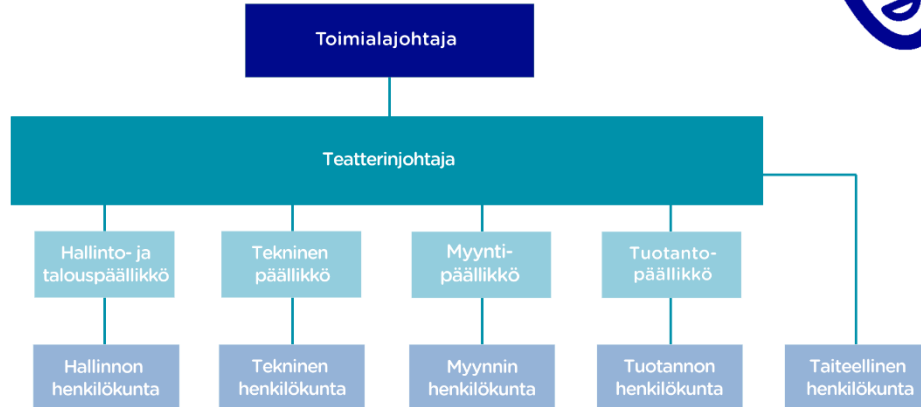 Toimialajohtaja
Teatterinjohtaja
Hallinto- ja
talouspäällikkö
Tekninen
päällikkö
Myynti-
päällikkö
Tuotanto-
päällikkö
Hallinnon
henkilökunta
Tekninen
henkilökunta
Myynnin
henkilökunta
Tuotannon
henkilökunta
Taiteellinen
henkilökunta